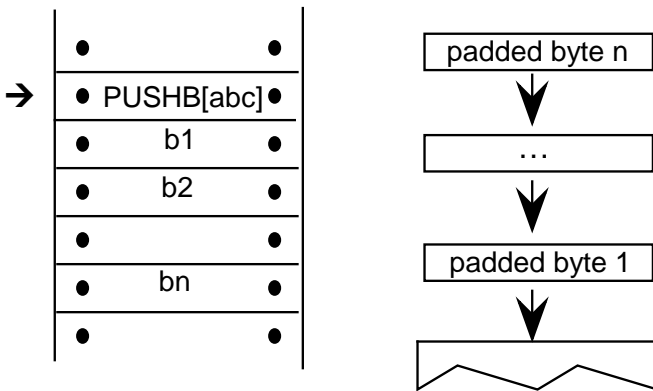 PUSHB[abc]
b1
b2
bn
padded byte n
...
padded byte 1